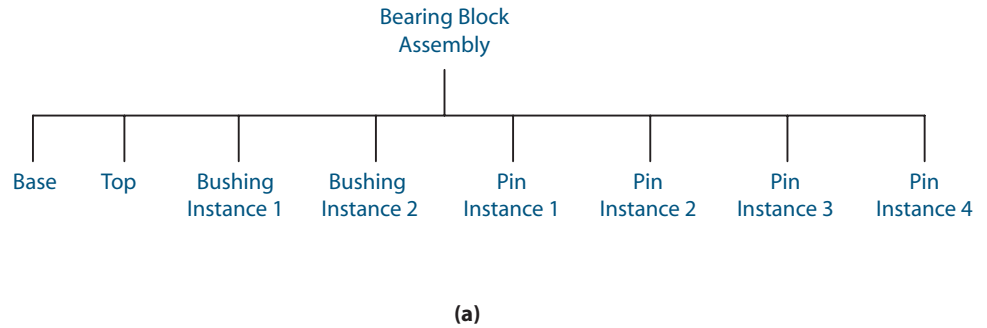 Bearing Block
Assembly
Base
Top
Bushing
Instance 1
Bushing
Instance 2
Pin
Instance 1
Pin
Instance 2
Pin
Instance 3
Pin
Instance 4
(a)